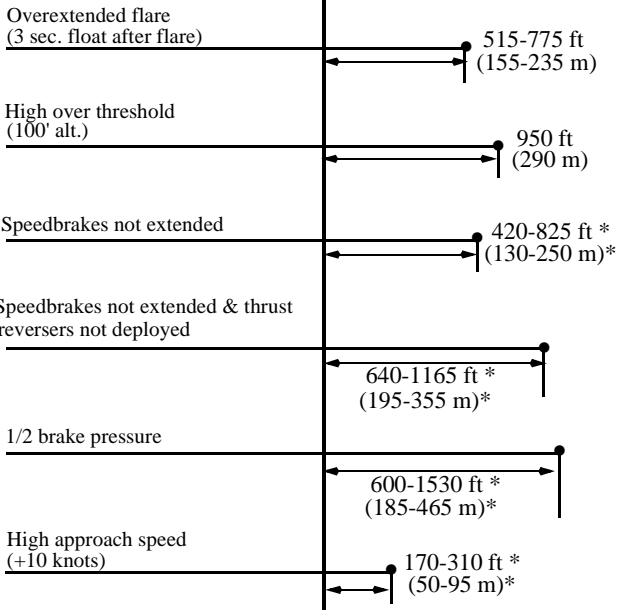 Overextended flare
(3 sec. float after flare)
515-775 ft
(155-235 m)
High over threshold
(100' alt.)
950 ft
(290 m)
Speedbrakes not extended
420-825 ft *
(130-250 m)*
Speedbrakes not extended & thrust
reversers not deployed
640-1165 ft *
(195-355 m)*
1/2 brake pressure
600-1530 ft *
(185-465 m)*
High approach speed
(+10 knots)
170-310 ft *
(50-95 m)*